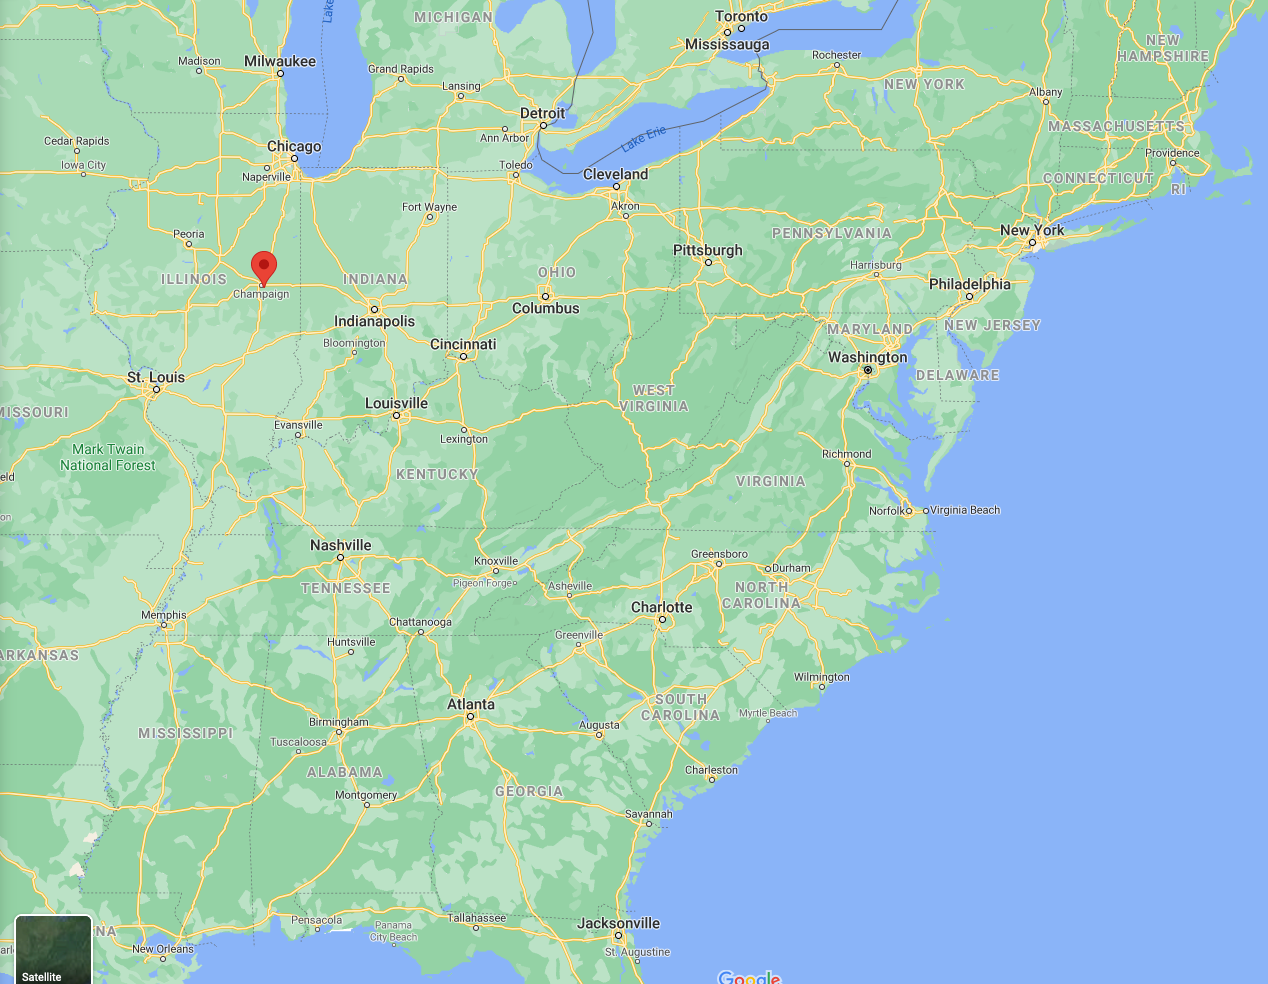 Lake
MICHIGAN
Toronto
Mississauga
NEW
HAMPSHIRE
Madison
Milwaukee
Rochester
Grand Rapids
Lansing
NEW YORK
Albany
Detroit
Ann Arbor
Lake Erie
MASSACHUSETTS
Cedar Rapids
Iowa City
Chicago
Naperville
Toledo
Cleveland
Providence
CONNECTICUT
RI
Fort Wayne
Akron
Peoria
New York
PENNSYLVANIA
Pittsburgh
Harrisburg
ILLINOIS
INDIANA
OHIO
Champaign
Columbus
Philadelphia
Indianapolis
NEW JERSEY
MARYLAND
Bloomington
Cincinnati
Washington
St. Louis
DELAWARE
WEST
VIRGINIA
Louisville
MISSOURI
Evansville
Lexington
Mark Twain
National Forest
Richmond
eld
KENTUCKY
VIRGINIA
on
Norfolk
Virginia Beach
Nashville
Greensboro
Knoxville
Durham
Pigeon Forge
Asheville
TENNESSEE
NORTH
CAROLINA
Charlotte
Memphis
Chattanooga
Greenville
Huntsville
ARKANSAS
Wilmington
Atlanta
SOUTH
CAROLINA
Myrtle Beach
Birmingham
Augusta
MISSISSIPPI
Tuscaloosa
ALABAMA
Charleston
GEORGIA
Montgomery
Savannah
Pensacola
Tallahassee
Jacksonville
Panama
City Beach
NA
New Orleans
St. Augustine
Satellite
Google